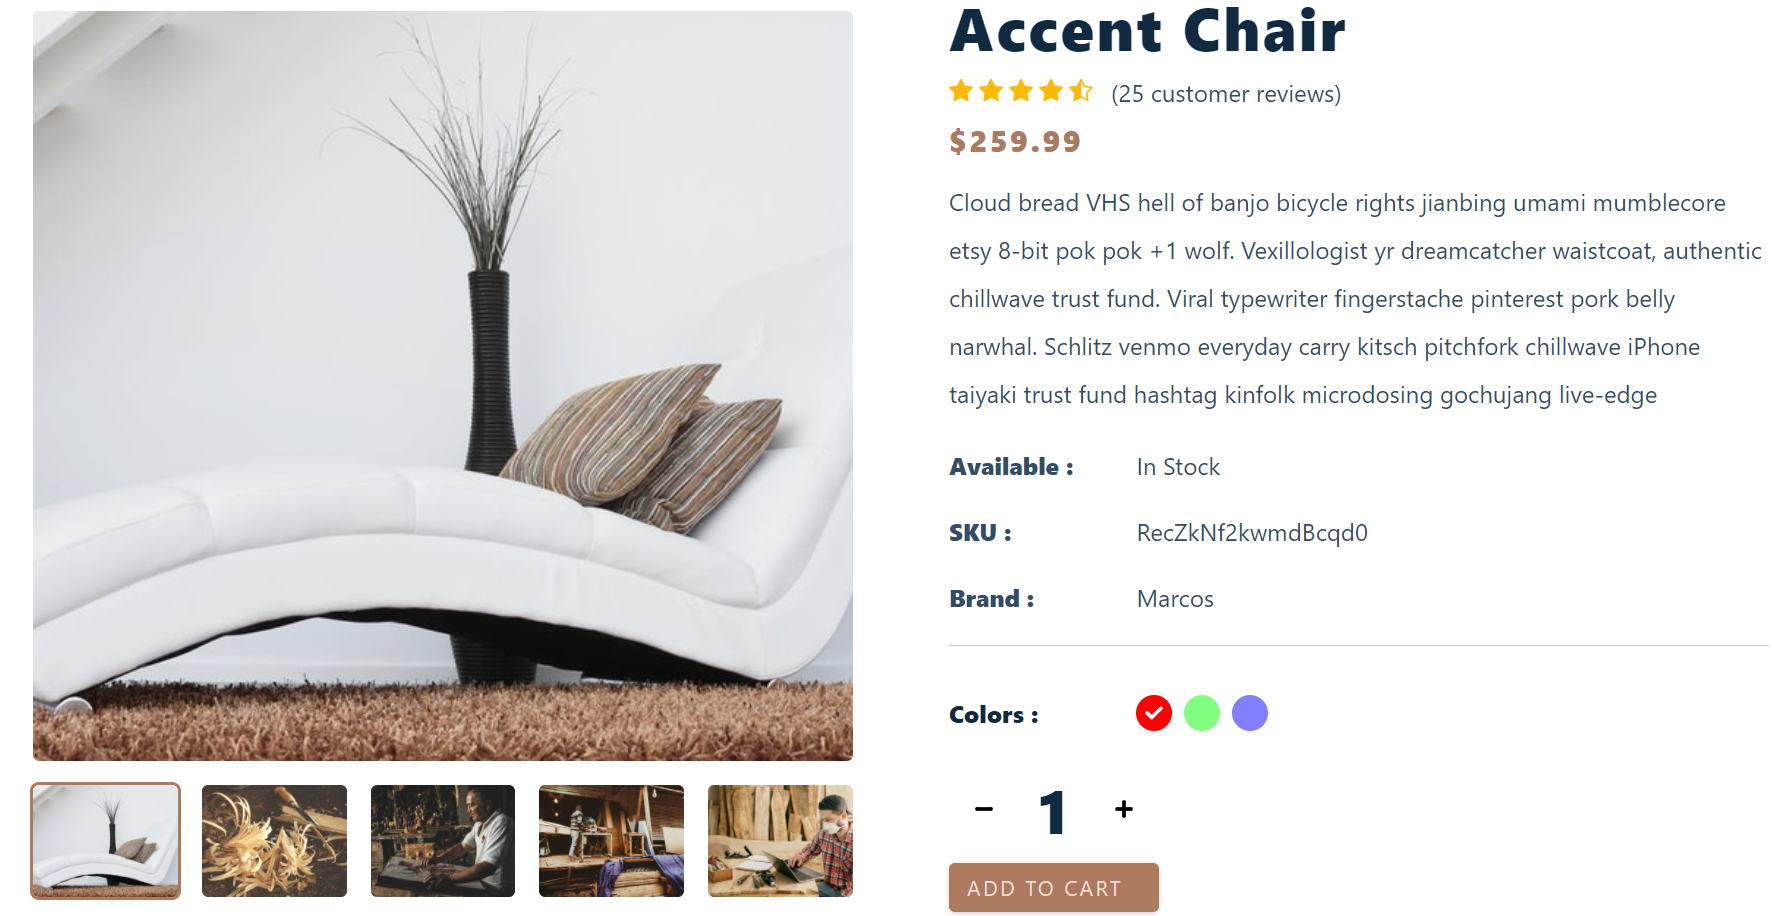 Accent Chair
(25 customer reviews)
$259.99
Cloud bread VHS hell of banjo bicycle rights jianbing umami mumblecore
etsy 8-bit pok pok +1 wolf. Vexillologist yr dreamcatcher waistcoat, authentic
chillwave trust fund. Viral typewriter fingerstache pinterest pork belly
narwhal. Schlitz venmo everyday carry kitsch pitchfork chillwave iPhone
taiyaki trust fund hashtag kinfolk microdosing gochujang live-edge
Available : In Stock
SKU : RecZkNf2kwmdBcqd0
Brand : Marcos
Colors :
1
ADD TO CART